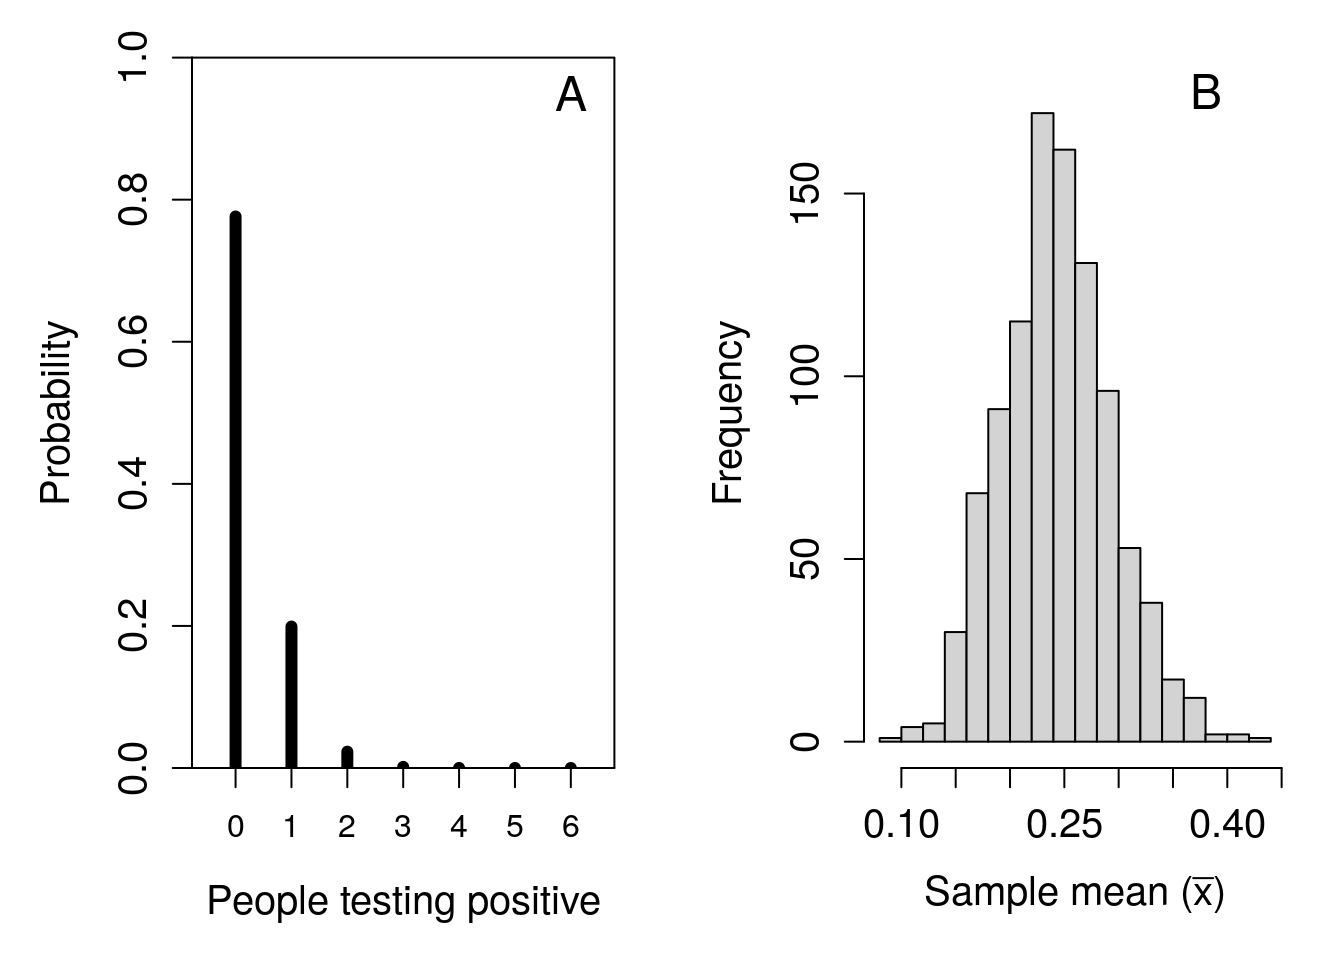 A
Probability
1.0
0.8
0.6
0.4
0.2
0.0
0 1 2 3 4 5 6
People testing positive
B
Frequency
150
100
50
0
0.10 0.25 0.40
Sample mean (x̅)